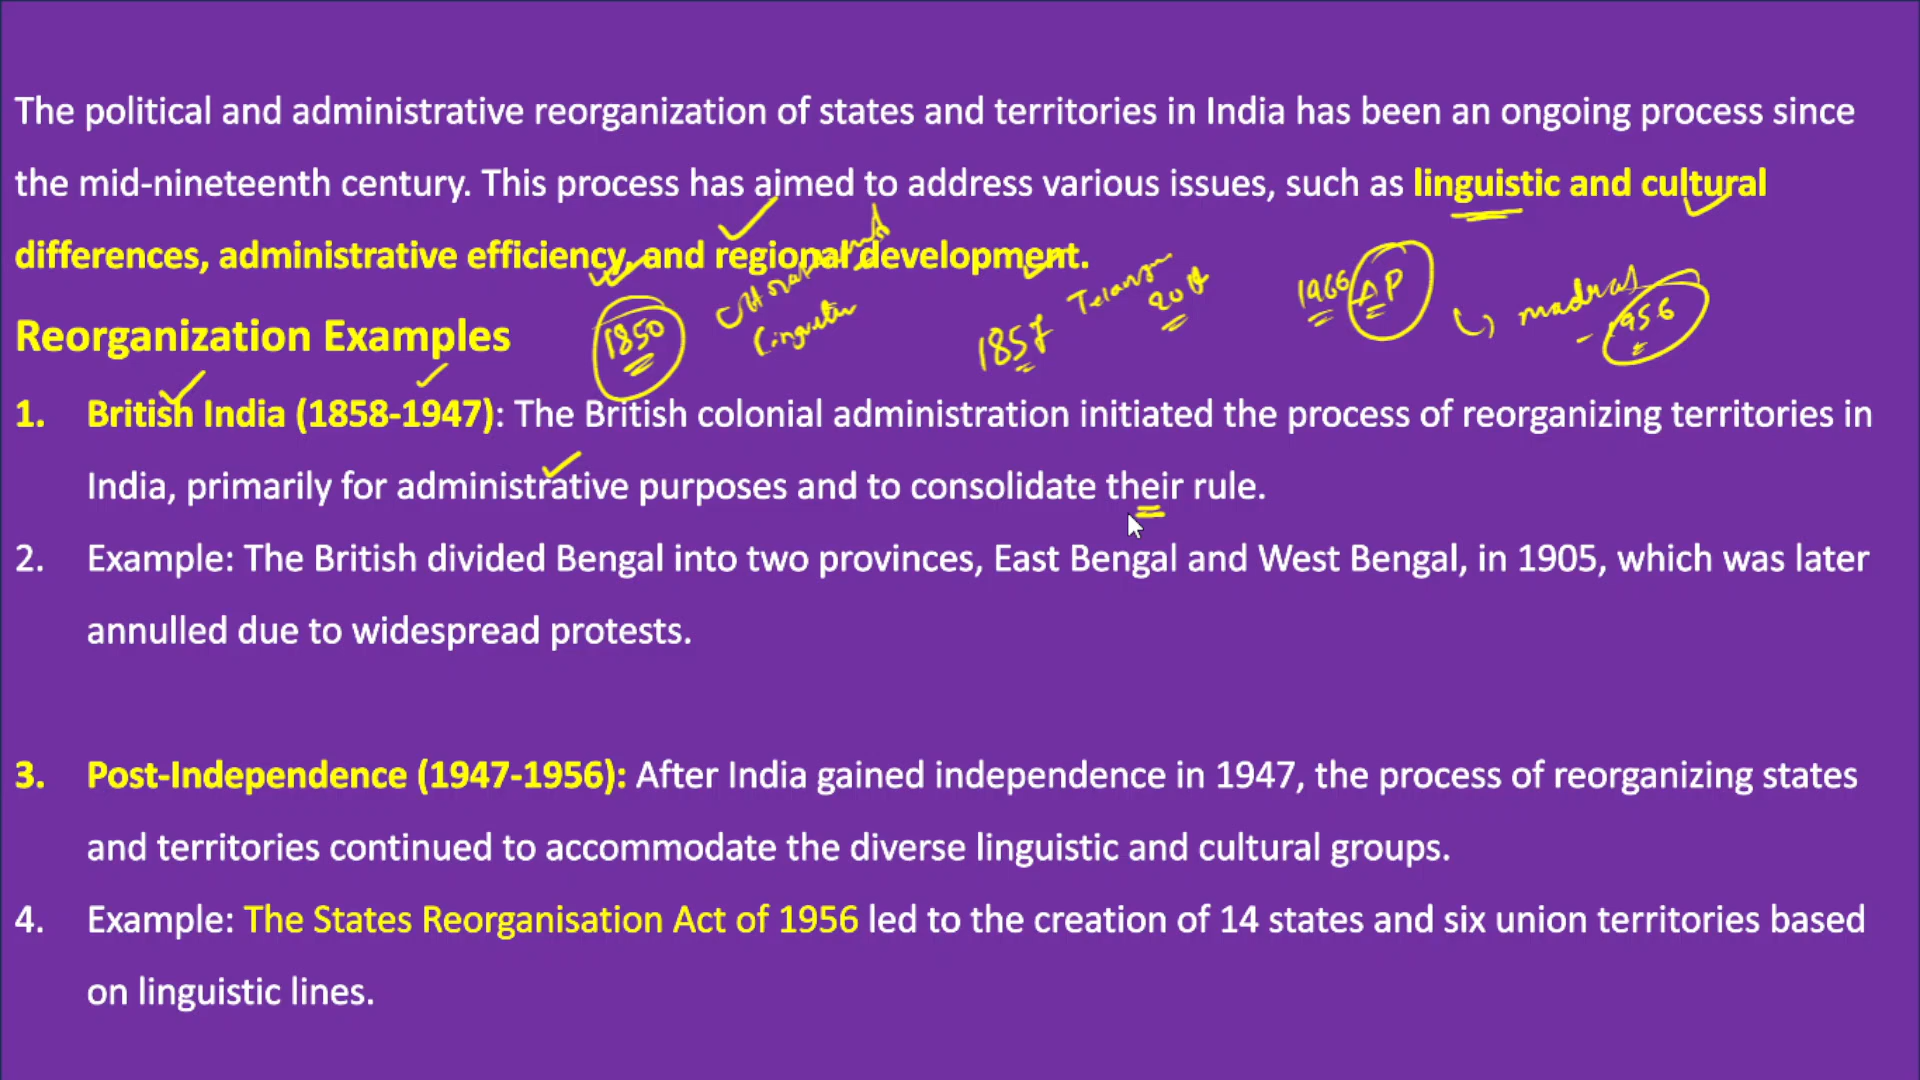 The political and administrative reorganization of states and territories in India has been an ongoing process since
the mid-nineteenth century. This process has aimed to address various issues, such as linguistic and cultural
differences, administrative efficiency, and regional development.
1966 AP
madras
1956
1850
1857
Reorganization Examples
1. British India (1858-1947): The British colonial administration initiated the process of reorganizing territories in
India, primarily for administrative purposes and to consolidate their rule.
2. Example: The British divided Bengal into two provinces, East Bengal and West Bengal, in 1905, which was later
annulled due to widespread protests.
3. Post-Independence (1947-1956): After India gained independence in 1947, the process of reorganizing states
and territories continued to accommodate the diverse linguistic and cultural groups.
4. Example: The States Reorganisation Act of 1956 led to the creation of 14 states and six union territories based
on linguistic lines.